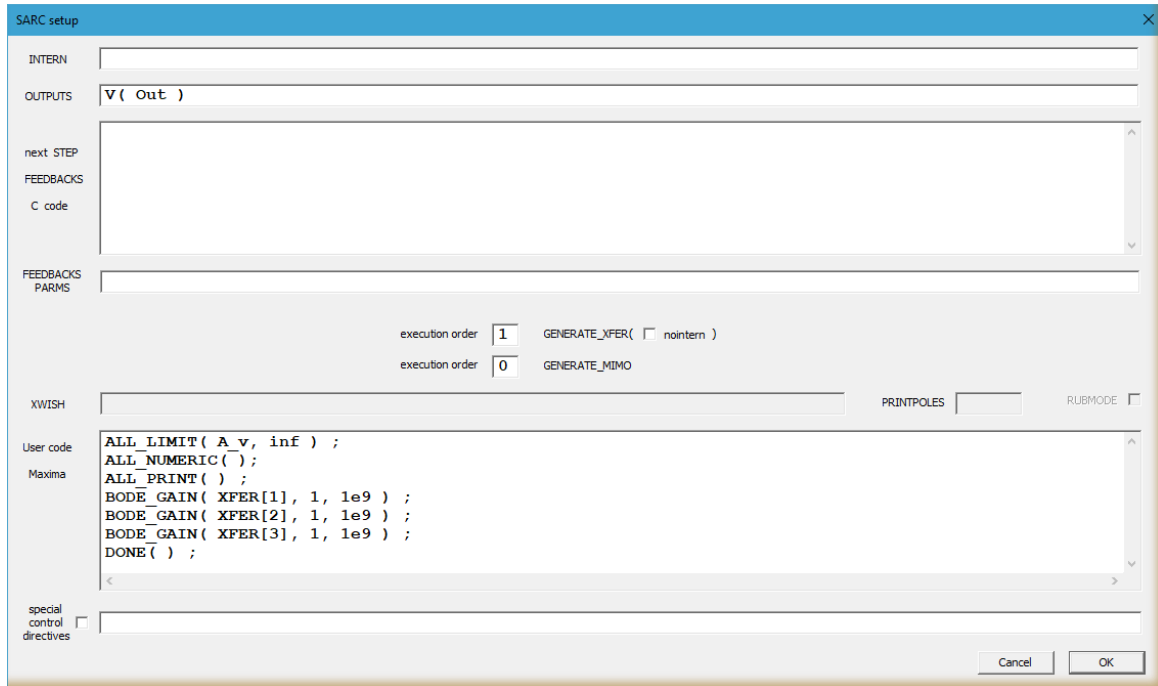 SARC setup
INTERN
OUTPUTS V( Out )
next STEP
FEEDBACKS
C code
FEEDBACKS
PARMS
execution order 1 GENERATE_XFER( nointern )
execution order 0 GENERATE_MIMO
XWISH PRINTPOLES RUBMODE
User code
Maxima
ALL_LIMIT( A_v, inf ) ;
ALL_NUMERIC( );
ALL_PRINT( ) ;
BODE_GAIN( XFER[1], 1, 1e9 ) ;
BODE_GAIN( XFER[2], 1, 1e9 ) ;
BODE_GAIN( XFER[3], 1, 1e9 ) ;
DONE( ) ;
special
control
directives
Cancel OK